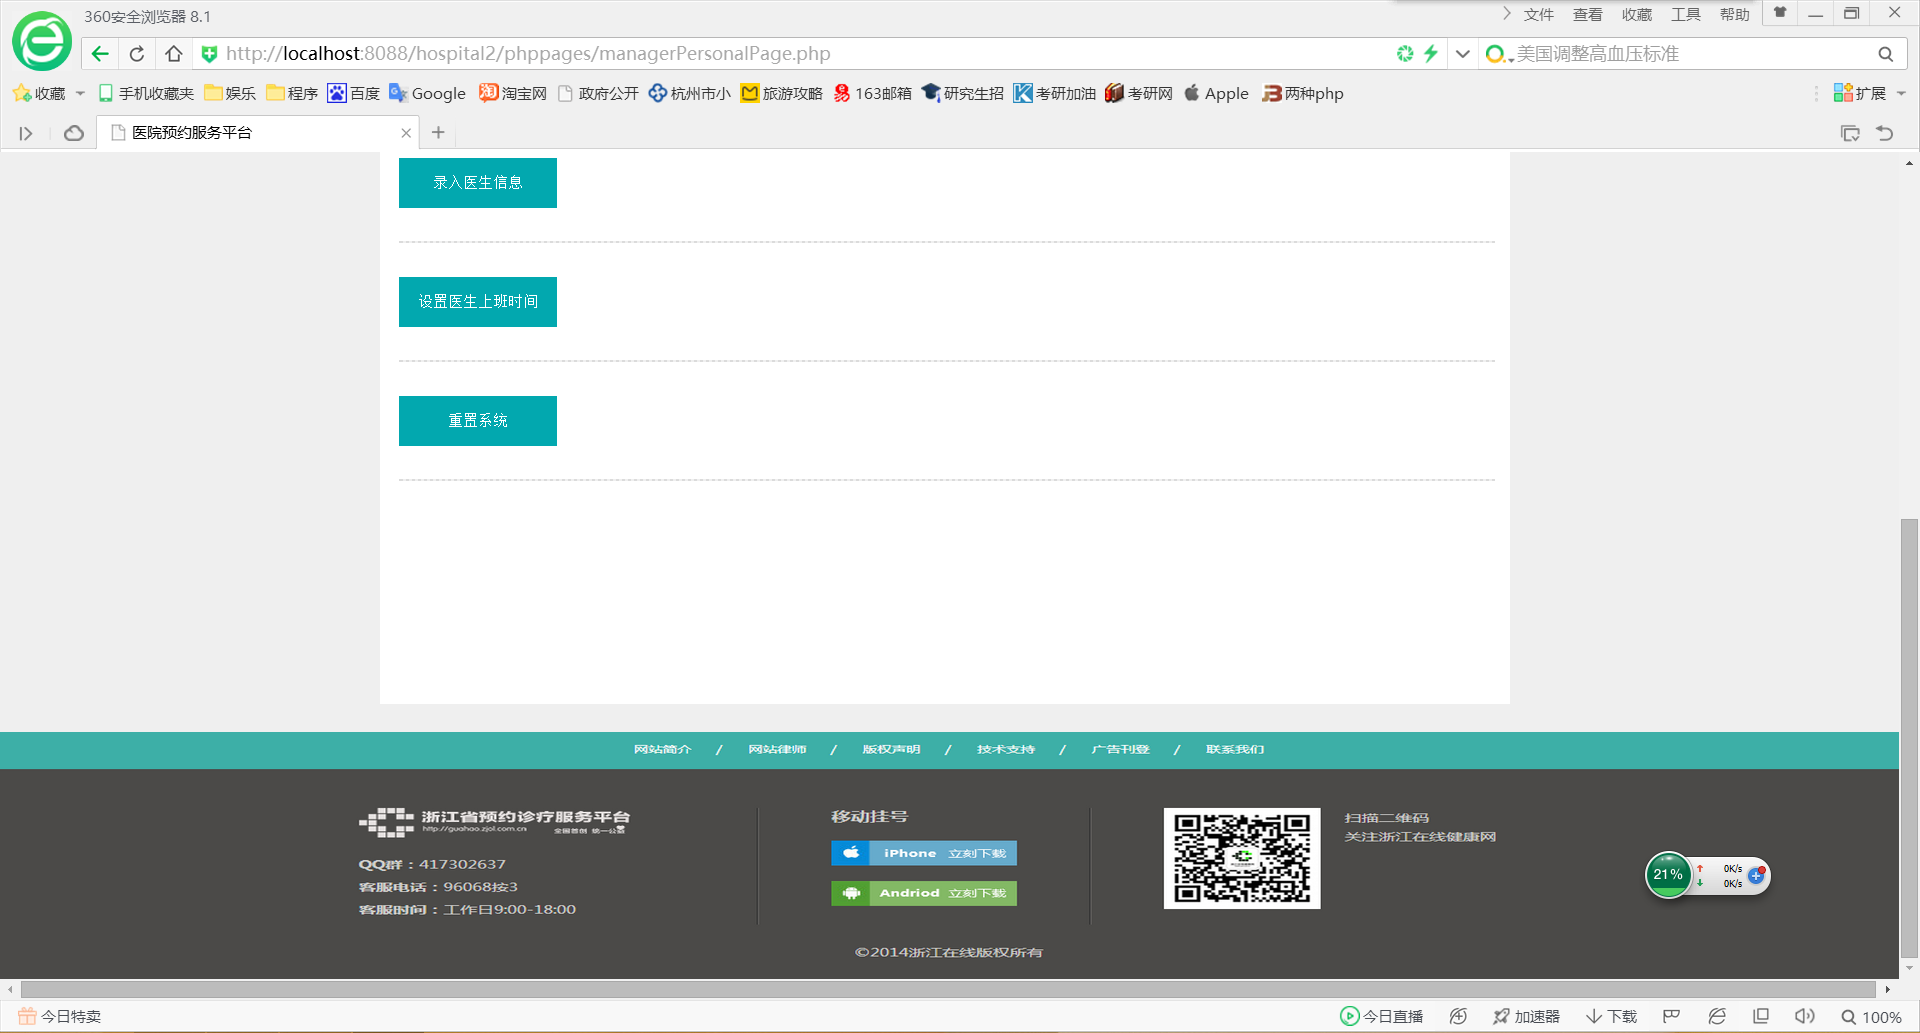 360安全浏览器 8.1
文件 查看 收藏 工具 帮助
http://localhost:8088/hospital2/phppages/managerPersonalPage.php
美国调整高血压标准
收藏 手机收藏夹 娱乐 程序 百度 Google 淘宝网 政府公开 杭州市小 旅游攻略 163邮箱 研究生招 考研加油 考研网 Apple 两种php 扩展
医院预约服务平台
录入医生信息
设置医生上班时间
重置系统
网站简介 / 网站律师 / 版权声明 / 技术支持 / 广告刊登 / 联系我们
浙江省预约诊疗服务平台
http://guahao.zjol.com.cn 全国首创 统一公益
QQ群：417302637
客服电话：96068按3
客服时间：工作日9:00-18:00
移动挂号
iPhone 立刻下载
Andriod 立刻下载
扫描二维码
关注浙江在线健康网
21%
0K/s
0K/s
©2014浙江在线版权所有
今日特卖
今日直播 加速器 下载 100%